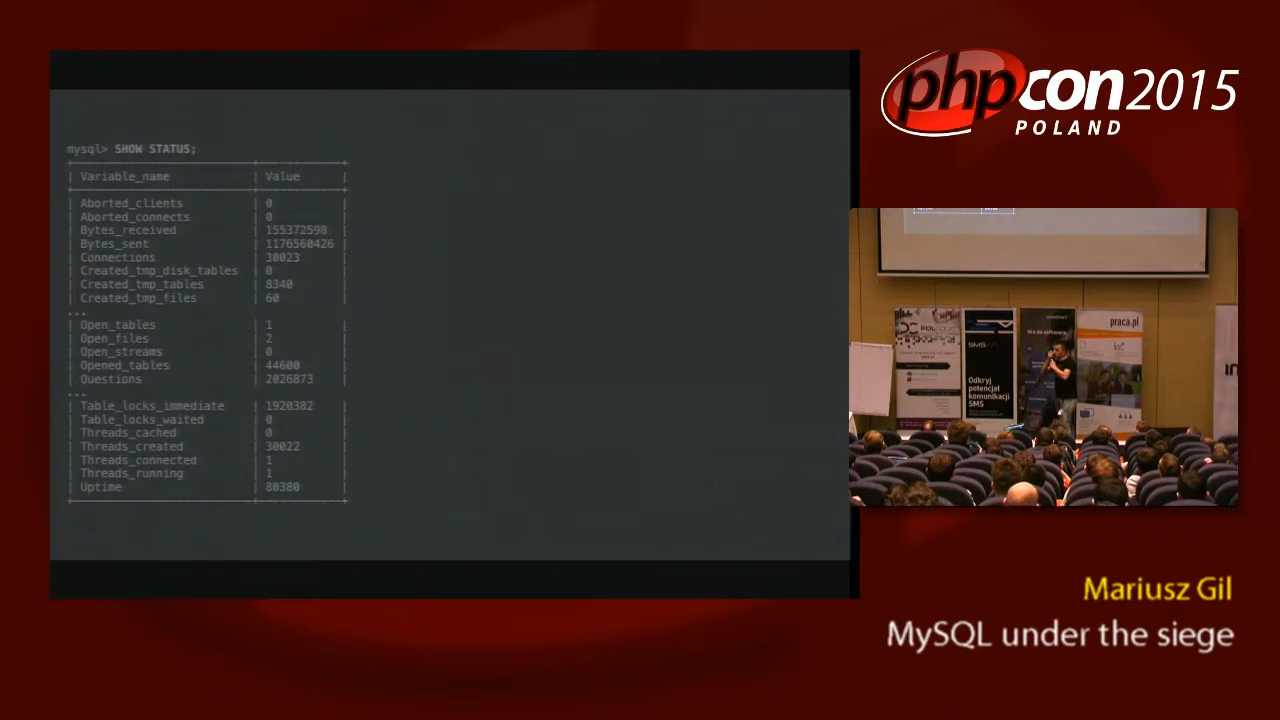 mysql> SHOW STATUS;
| Variable_name | Value |
| Aborted_clients | 0 |
| Aborted_connects | 0 |
| Bytes_received | 155372598 |
| Bytes_sent | 1176560426 |
| Connections | 30023 |
| Created_tmp_disk_tables | 0 |
| Created_tmp_tables | 8340 |
| Created_tmp_files | 60 |
...
| Open_tables | 1 |
| Open_files | 2 |
| Open_streams | 0 |
| Opened_tables | 44600 |
| Questions | 2026873 |
...
| Table_locks_immediate | 1920382 |
| Table_locks_waited | 0 |
| Threads_cached | 0 |
| Threads_created | 30022 |
| Threads_connected | 1 |
| Threads_running | 1 |
| Uptime | 80380 |
phpcon 2015
POLAND
praca.pl
Odkryj
potencjał
komunikacji
SMS
Mariusz Gil
MySQL under the siege